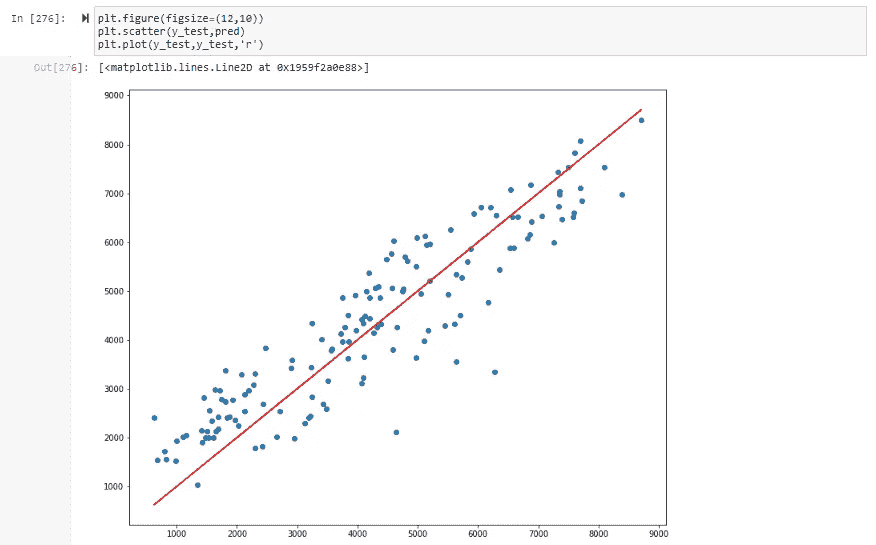 In [276]:
plt.figure(figsize=(12,10))
plt.scatter(y_test,pred)
plt.plot(y_test,y_test,'r')
Out[276]: [<matplotlib.lines.Line2D at 0x1959f2a0e88>]
9000
8000
7000
6000
5000
4000
3000
2000
1000
1000 2000 3000 4000 5000 6000 7000 8000 9000